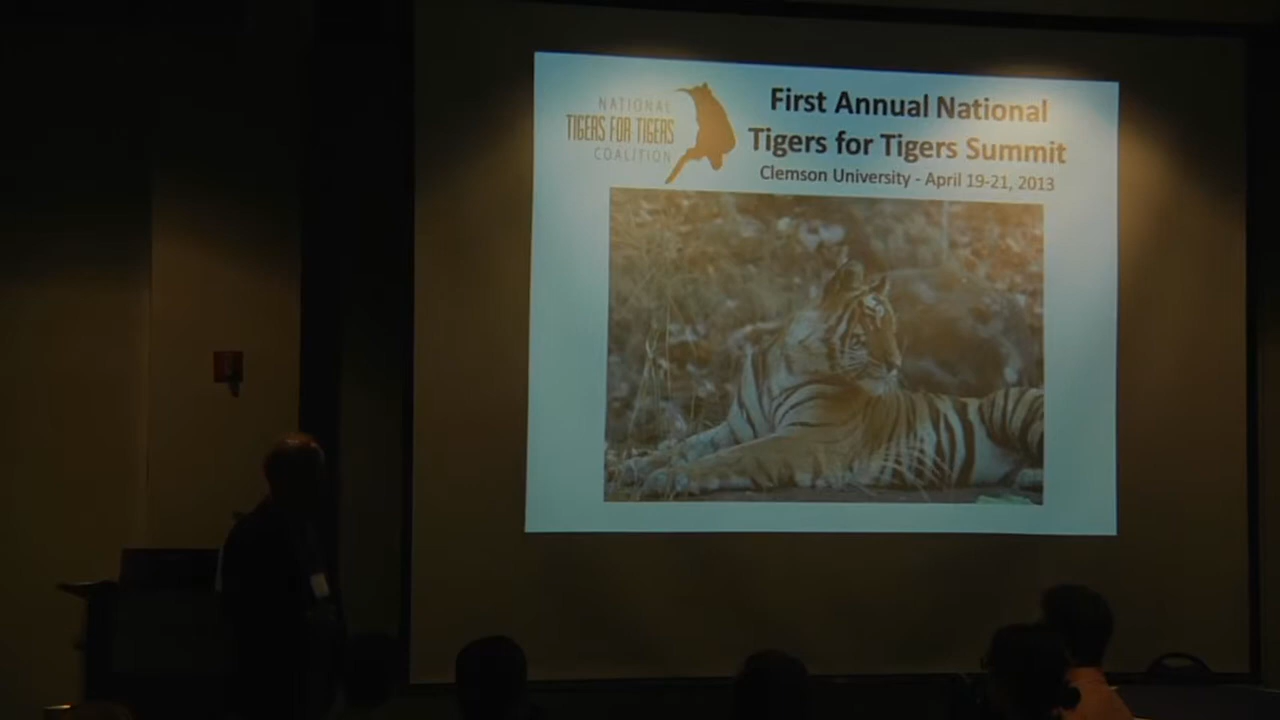 NATIONAL
TIGERS FOR TIGERS
COALITION
First Annual National
Tigers for Tigers Summit
Clemson University - April 19-21, 2013